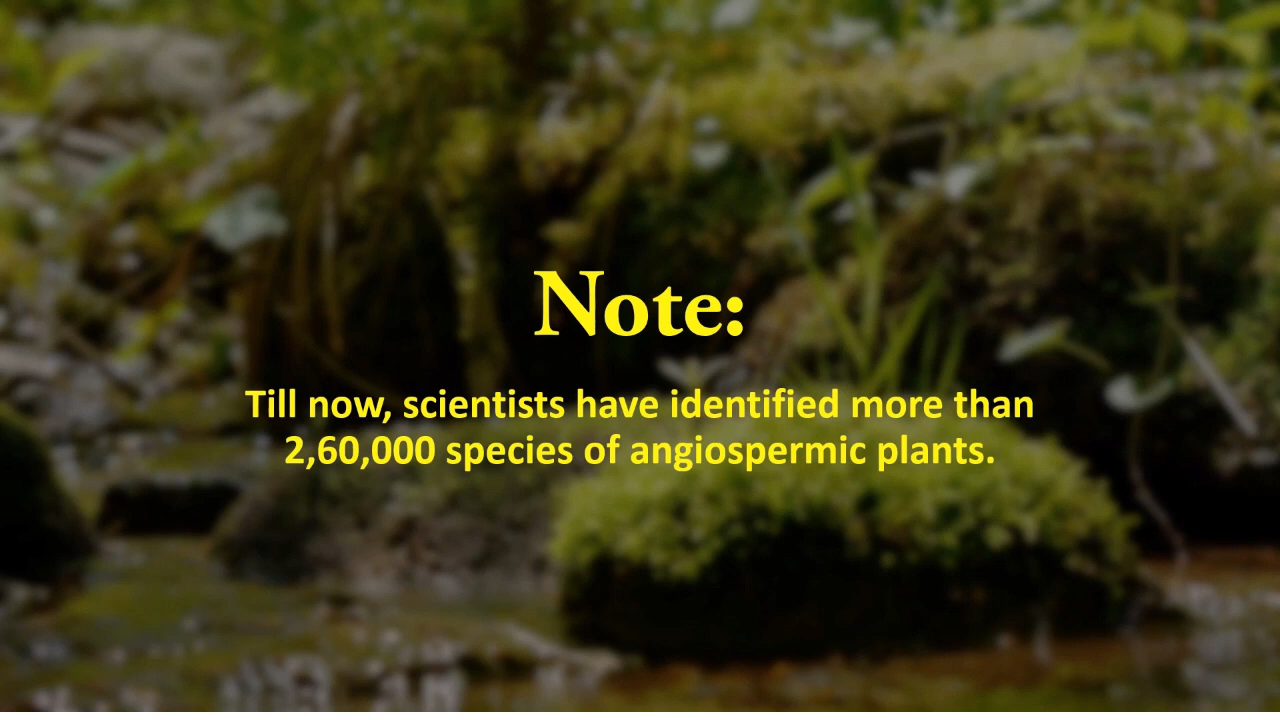 Note:
Till now, scientists have identified more than
2,60,000 species of angiospermic plants.